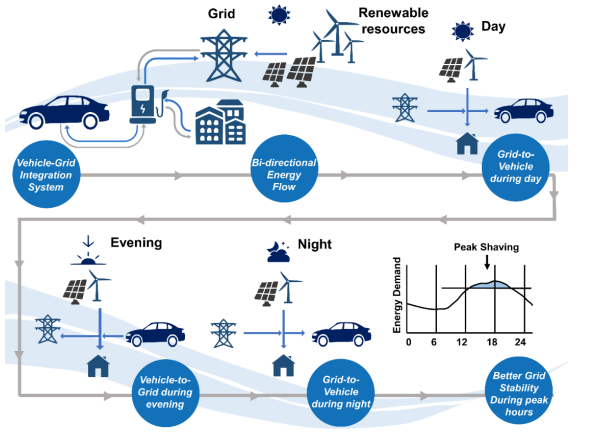 Grid
Renewable
resources
Day
Vehicle-Grid
Integration
System
Bi-directional
Energy
Flow
Grid-to-
Vehicle
during day
Evening
Night
Peak Shaving
Energy Demand
0 6 12 18 24
Vehicle-to-
Grid during
evening
Grid-to-
Vehicle
during night
Better Grid
Stability
During peak
hours